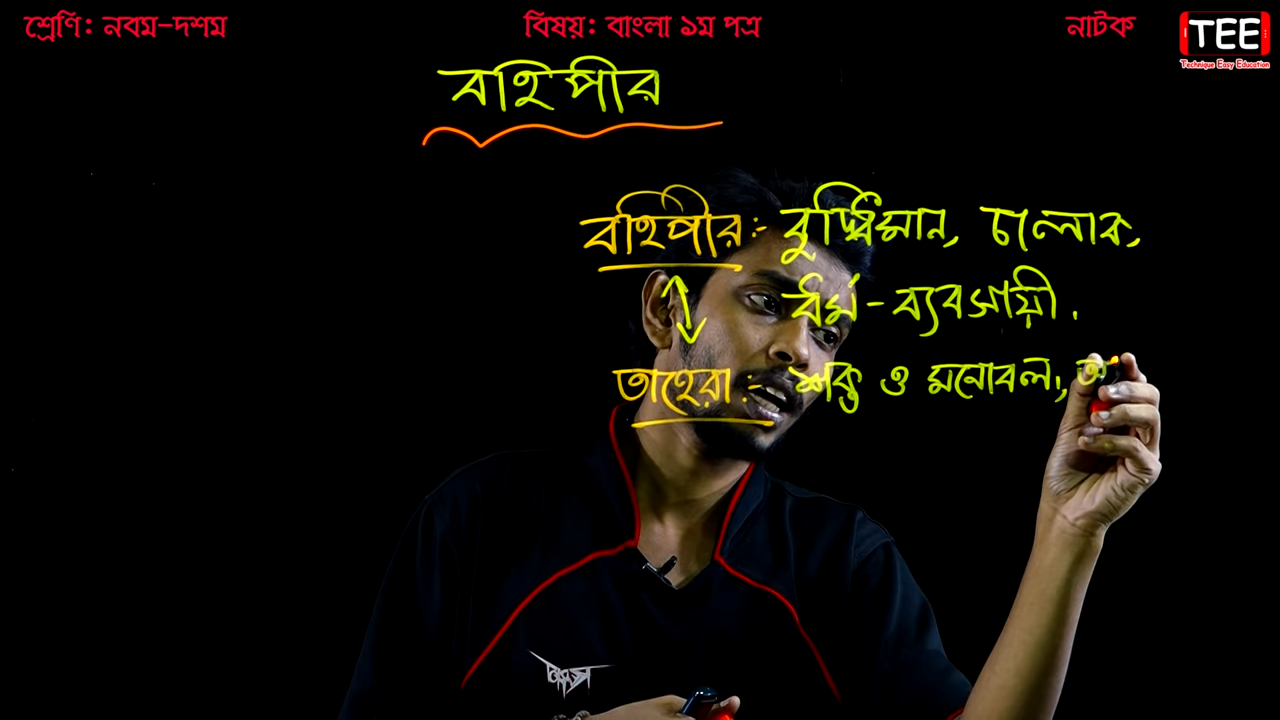 শ্রেণি: নবম-দশম
বিষয়: বাংলা ১ম পত্র
নাটক
TEE
Technique Easy Education
বহিপীর
বহিপীর :- বুদ্ধিমান, চালাক,
ধর্ম - ব্যবসায়ী.
তাহেরা :- শক্ত ও মনোবল, অ